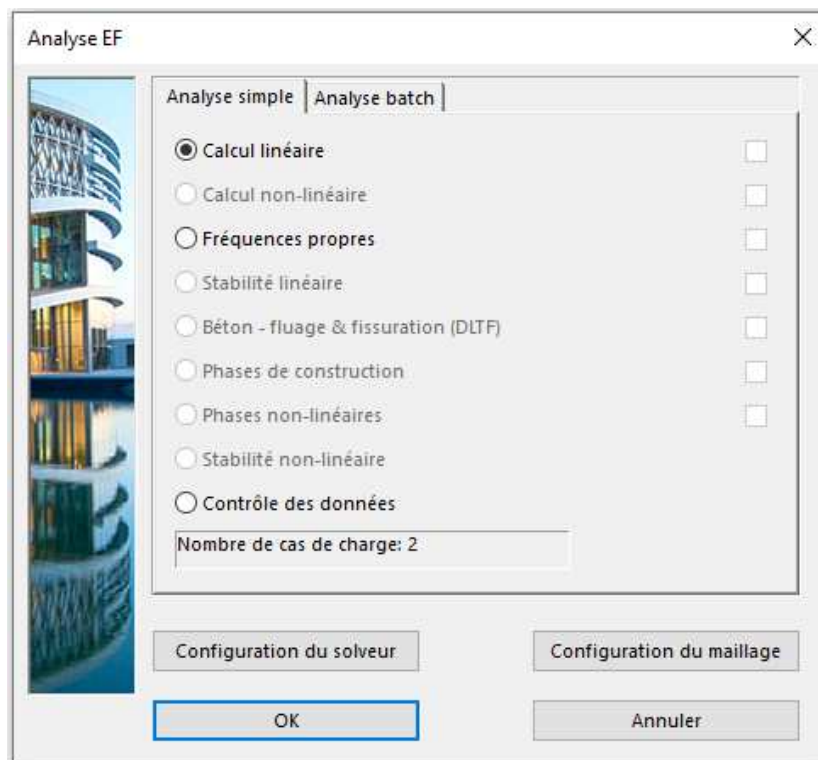 Analyse EF
Analyse simple Analyse batch
Calcul linéaire
Calcul non-linéaire
Fréquences propres
Stabilité linéaire
Béton - fluage & fissuration (DLTF)
Phases de construction
Phases non-linéaires
Stabilité non-linéaire
Contrôle des données
Nombre de cas de charge: 2
Configuration du solveur Configuration du maillage
OK Annuler